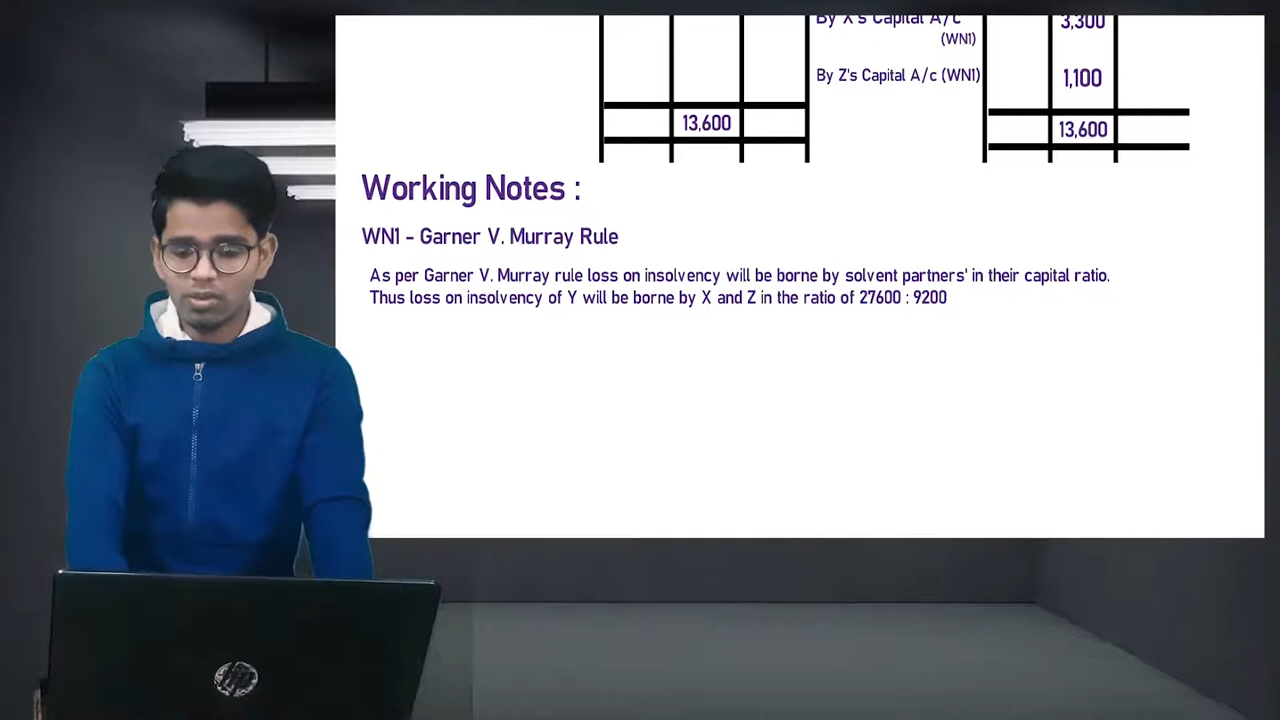 By X's Capital A/c 3,300
(WN1)
By Z's Capital A/c (WN1) 1,100
13,600 13,600
Working Notes :
WN1 - Garner V. Murray Rule
As per Garner V. Murray rule loss on insolvency will be borne by solvent partners' in their capital ratio.
Thus loss on insolvency of Y will be borne by X and Z in the ratio of 27600 : 9200
hp